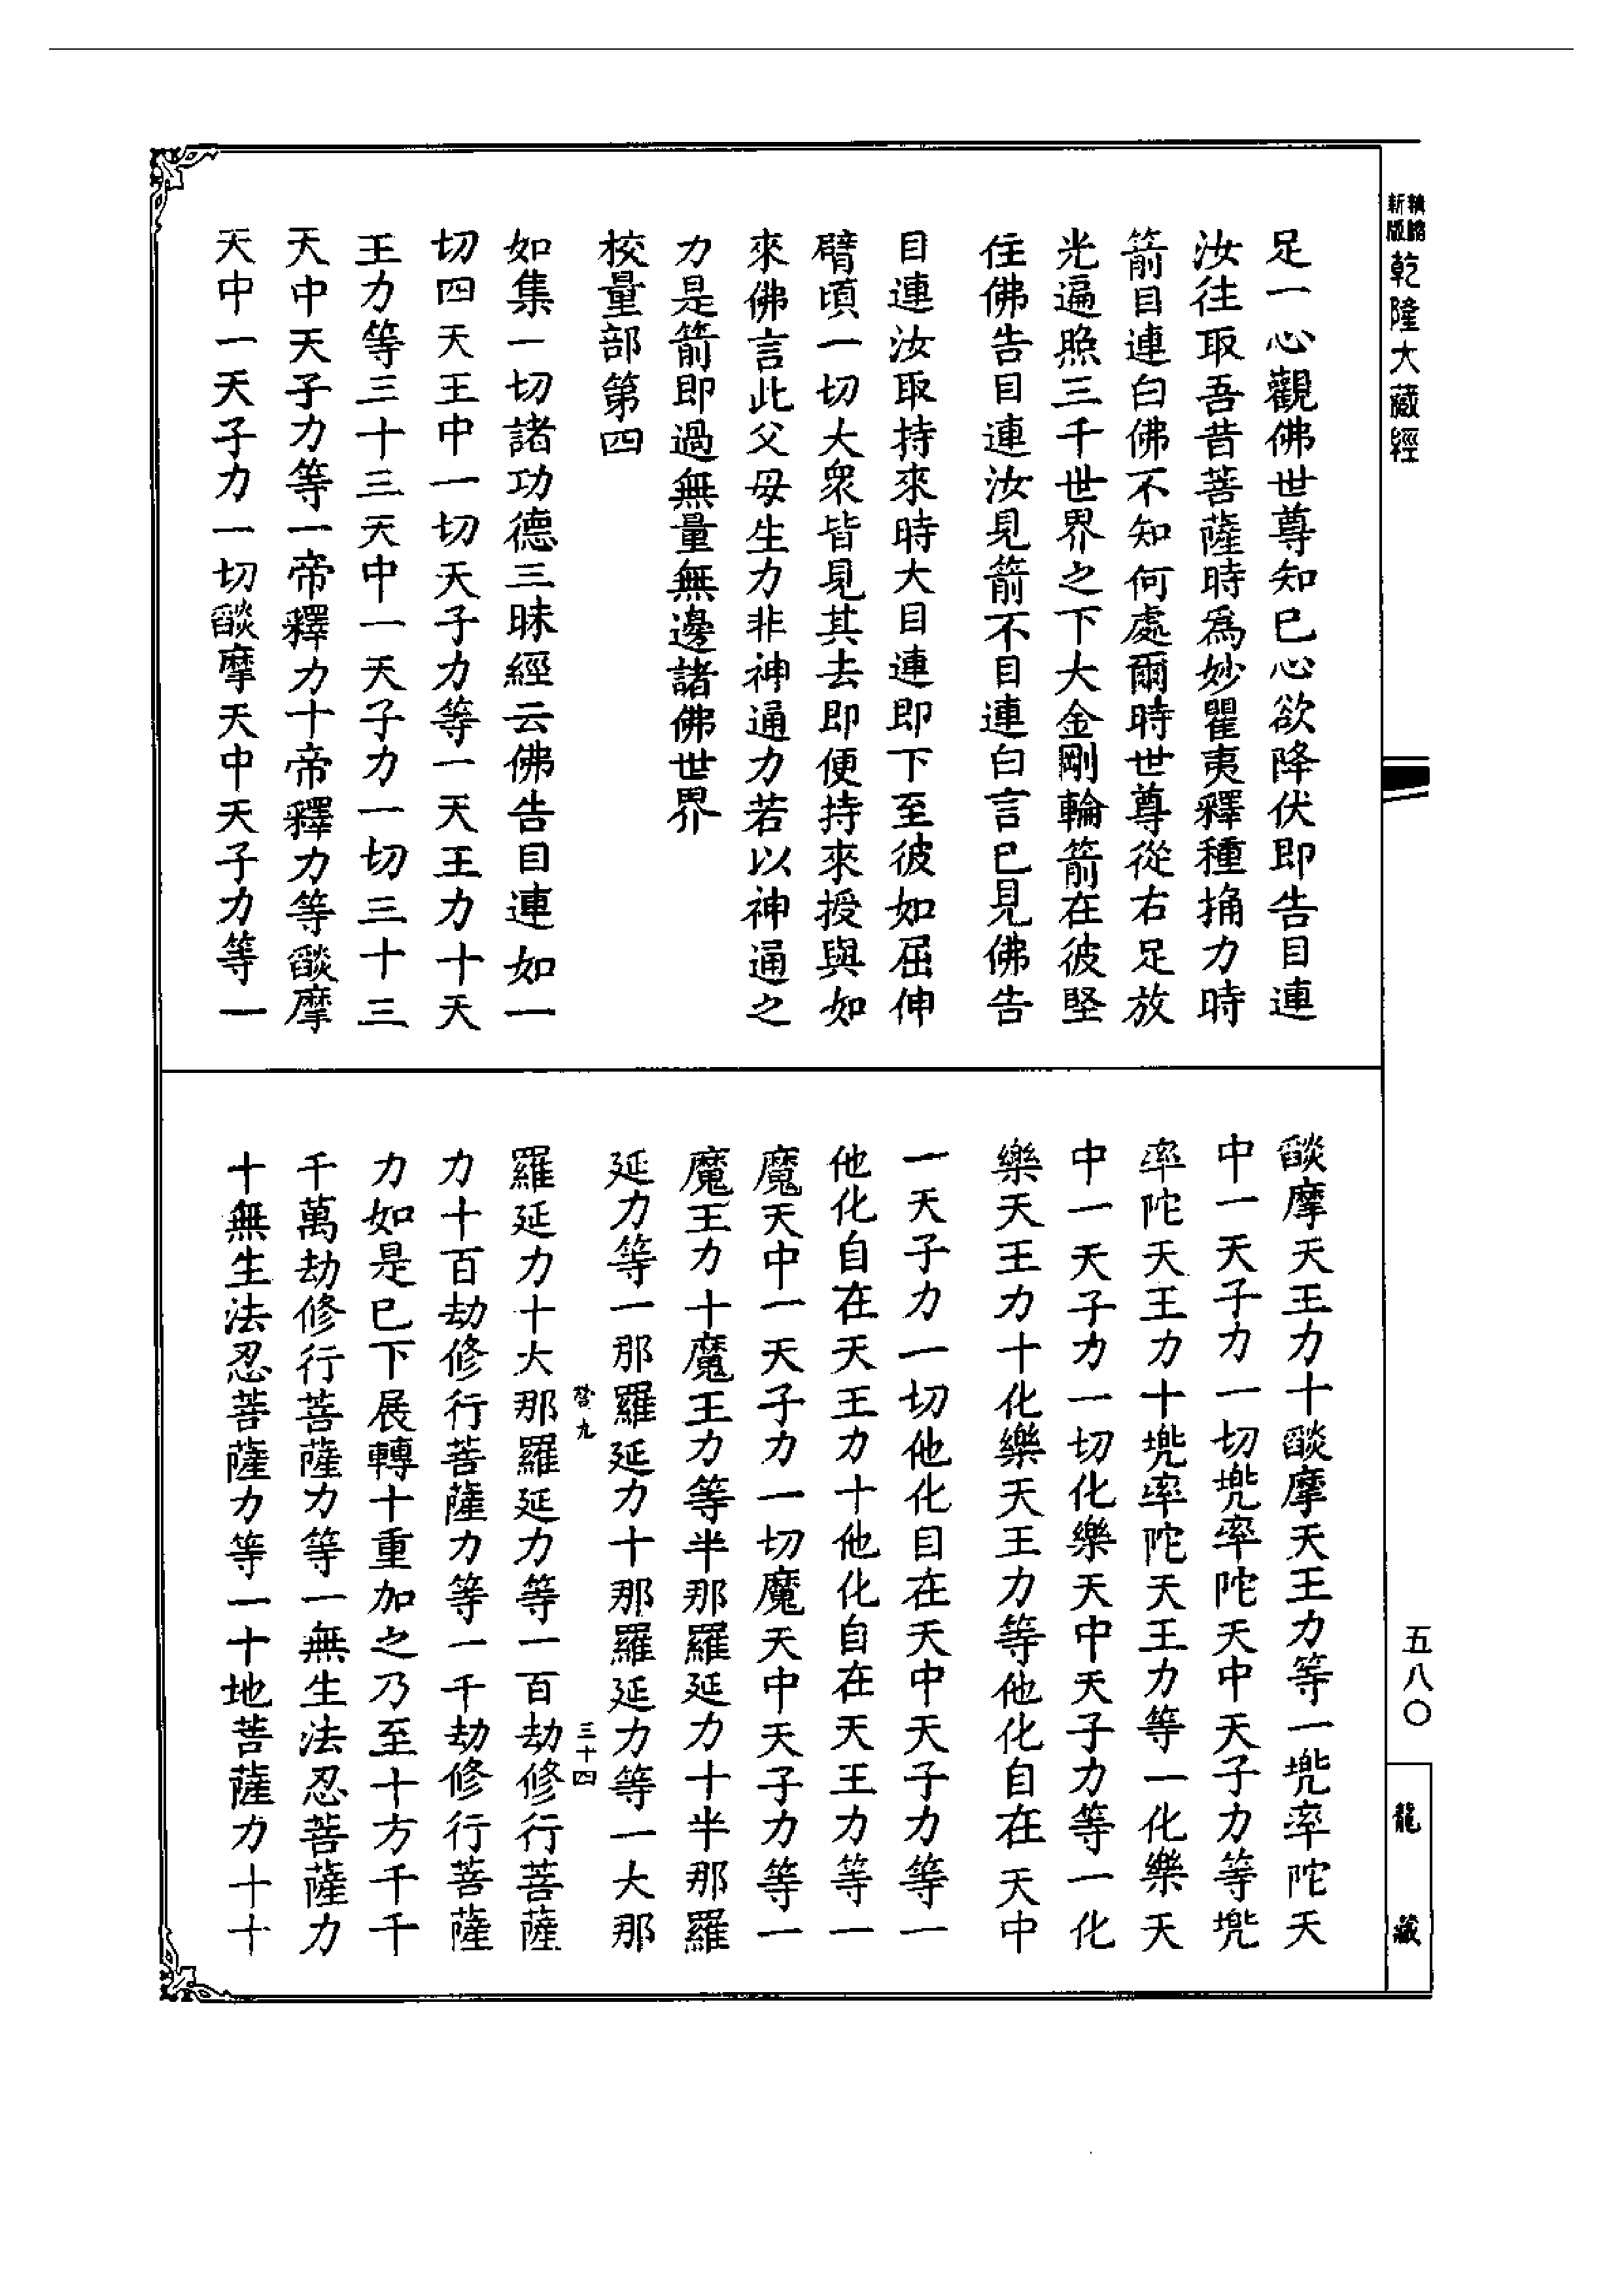 新版
精縮
乾隆大藏經
足一心觀佛世尊知已心欲降伏即告目連
汝往取吾昔菩薩時為妙瞿夷釋種捔力時
箭目連白佛不知何處爾時世尊從右足放
光遍照三千世界之下大金剛輪箭在彼堅
住佛告目連汝見箭不目連白言已見佛告
目連汝取持來時大目連即下至彼如屈伸
臂頃一切大衆皆見其去即便持來授與如
來佛言此父母生力非神通力若以神通之
力是箭即過無量無邊諸佛世界
校量部第四
如集一切諸功德三昧經云佛告目連如一
切四天王中一切天子力等一天王力十天
王力等三十三天中一天子力一切三十三
天中天子力等一帝釋力十帝釋力等燄摩
天中一天子力一切燄摩天中天子力等一
燄摩天王力十燄摩天王力等一兠率陀天
中一天子力一切兠率陀天中天子力等兠
率陀天王力十兠率陀天王力等一化樂天
中一天子力一切化樂天中天子力等一化
樂天王力十化樂天王力等他化自在天中
一天子力一切他化自在天中天子力等一
他化自在天王力十他化自在天王力等一
魔天中一天子力一切魔天中天子力等一
魔王力十魔王力等半那羅延力十半那羅
延力等一那羅延力十那羅延力等一大那
羅延力十大那羅延力等一百劫修行菩薩
力十百劫修行菩薩力等一千劫修行菩薩
力如是已下展轉十重加之乃至十方千千
千萬劫修行菩薩力等一無生法忍菩薩力
十無生法忍菩薩力等一十地菩薩力十十
九
三十四
五八〇
龍藏